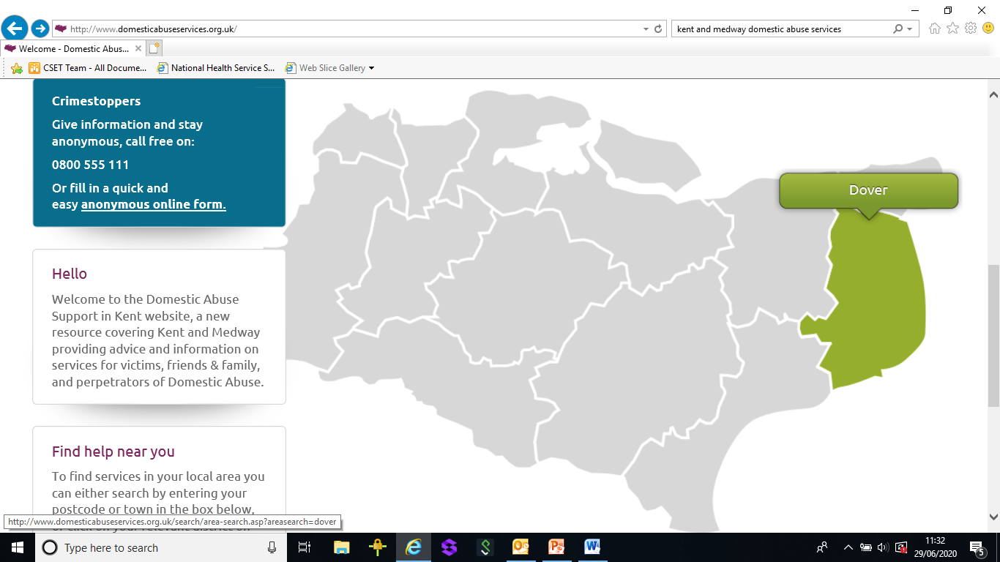 http://www.domesticabuseservices.org.uk/
kent and medway domestic abuse services
Welcome - Domestic Abus...
CSET Team - All Docume...
National Health Service S...
Web Slice Gallery
Crimestoppers
Give information and stay
anonymous, call free on:
0800 555 111
Or fill in a quick and
easy anonymous online form.
Dover
Hello
Welcome to the Domestic Abuse
Support in Kent website, a new
resource covering Kent and Medway
providing advice and information on
services for victims, friends & family,
and perpetrators of Domestic Abuse.
Find help near you
To find services in your local area you
can either search by entering your
postcode or town in the box below,
http://www.domesticabuseservices.org.uk/search/area-search.asp?areasearch=dover
Type here to search
11:32
29/06/2020
5